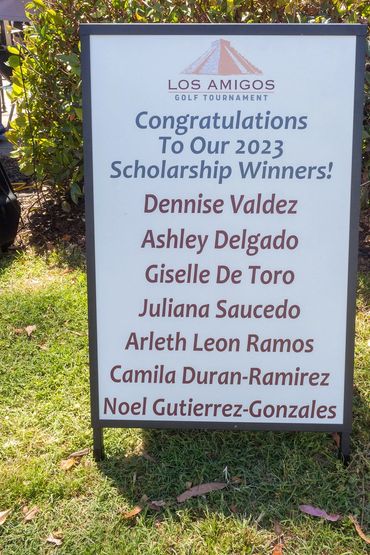 LOS AMIGOS
GOLF TOURNAMENT
Congratulations
To Our 2023
Scholarship Winners!
Dennise Valdez
Ashley Delgado
Giselle De Toro
Juliana Saucedo
Arleth Leon Ramos
Camila Duran-Ramirez
Noel Gutierrez-Gonzales